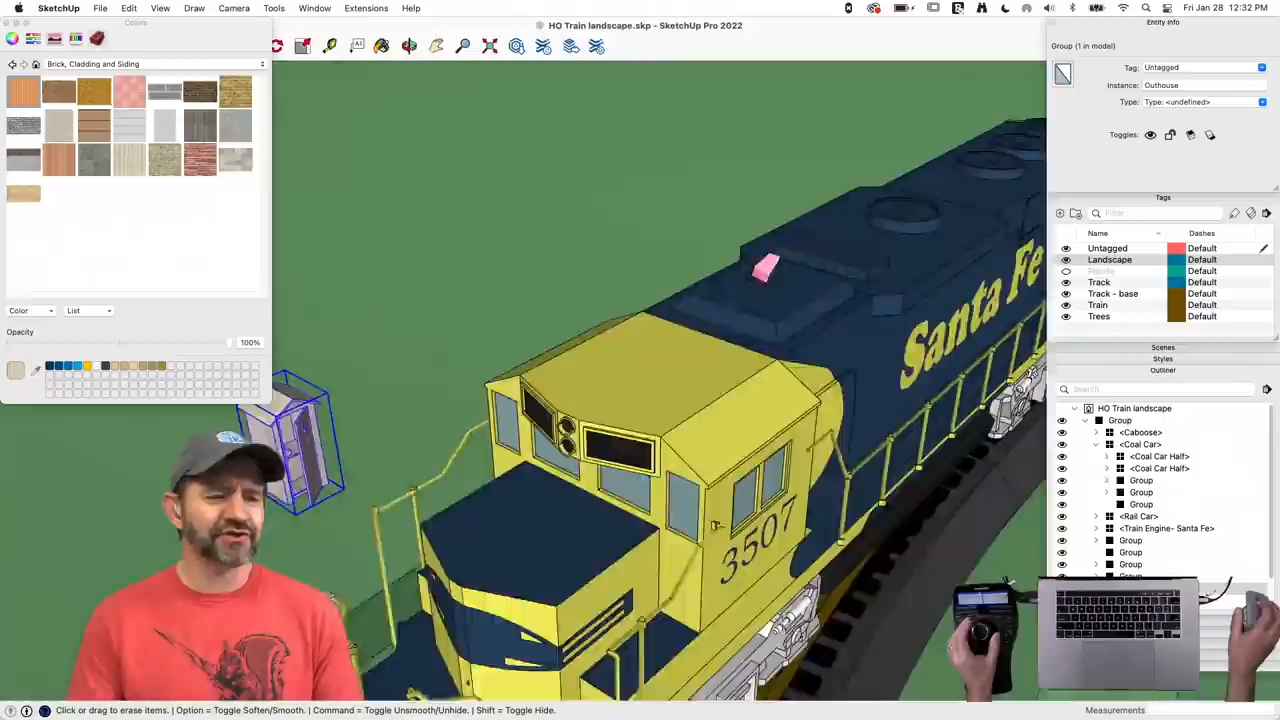 SketchUp File Edit View Draw Camera Tools Window Extensions Help
Fri Jan 28 12:32 PM
Colors
HO Train landscape.skp - SketchUp Pro 2022
Entity Info
Group (1 in model)
Tag: Untagged
Instance: Outhouse
Type: Type: <undefined>
Toggles:
Brick, Cladding and Siding
Color
List
Opacity
100%
Tags
Filter
Name
Dashes
Untagged Default
Landscape Default
Default
Track Default
Track - base Default
Train Default
Trees Default
Scenes
Styles
Outliner
Search
HO Train landscape
Group
<Caboose>
<Coal Car>
<Coal Car Half>
<Coal Car Half>
Group
Group
Group
<Rail Car>
<Train Engine- Santa Fe>
Group
Group
Group
Group
Santa Fe
3507
Click or drag to erase items. | Option = Toggle Soften/Smooth. | Command = Toggle Unsmooth/Unhide. | Shift = Toggle Hide.
Measurements